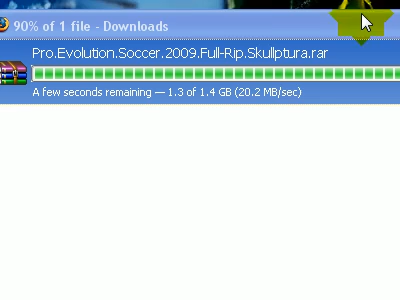 90% of 1 file - Downloads
Pro.Evolution.Soccer.2009.Full-Rip.Skullptura.rar
A few seconds remaining — 1.3 of 1.4 GB (20.2 MB/sec)